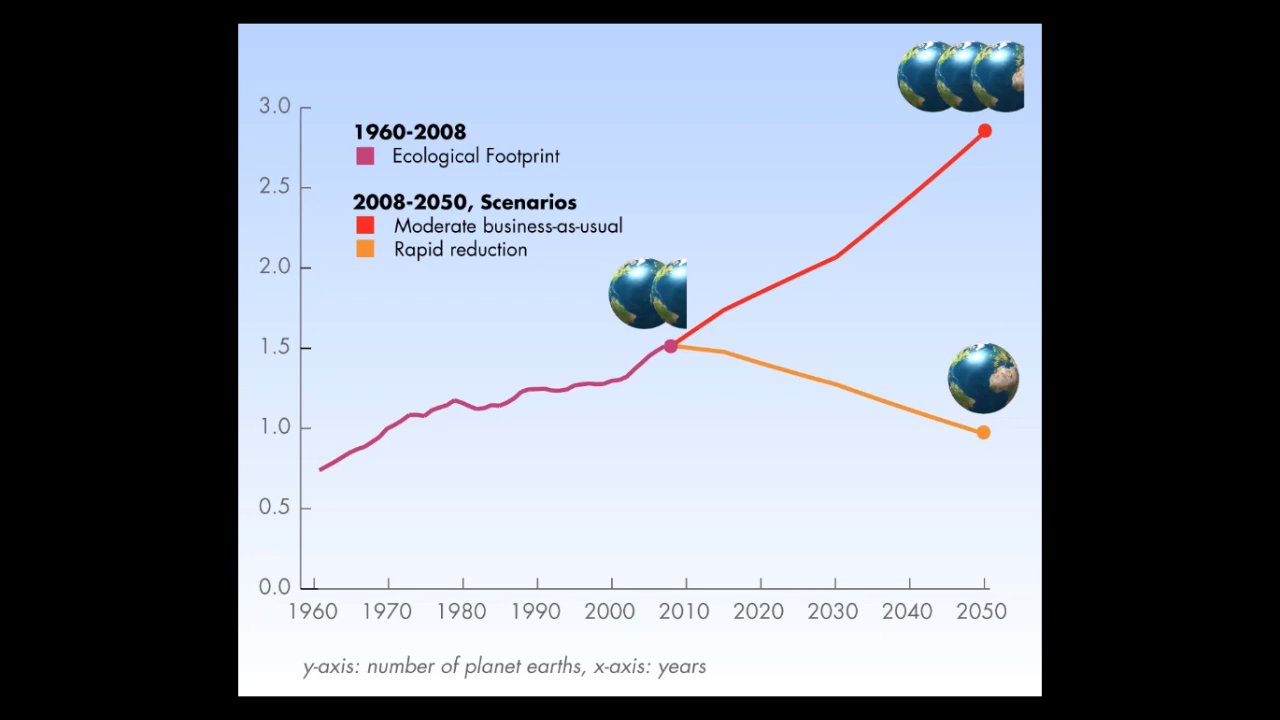 3.0
1960-2008
Ecological Footprint
2.5
2008-2050, Scenarios
Moderate business-as-usual
Rapid reduction
2.0
1.5
1.0
0.5
0.0
1960 1970 1980 1990 2000 2010 2020 2030 2040 2050
y-axis: number of planet earths, x-axis: years